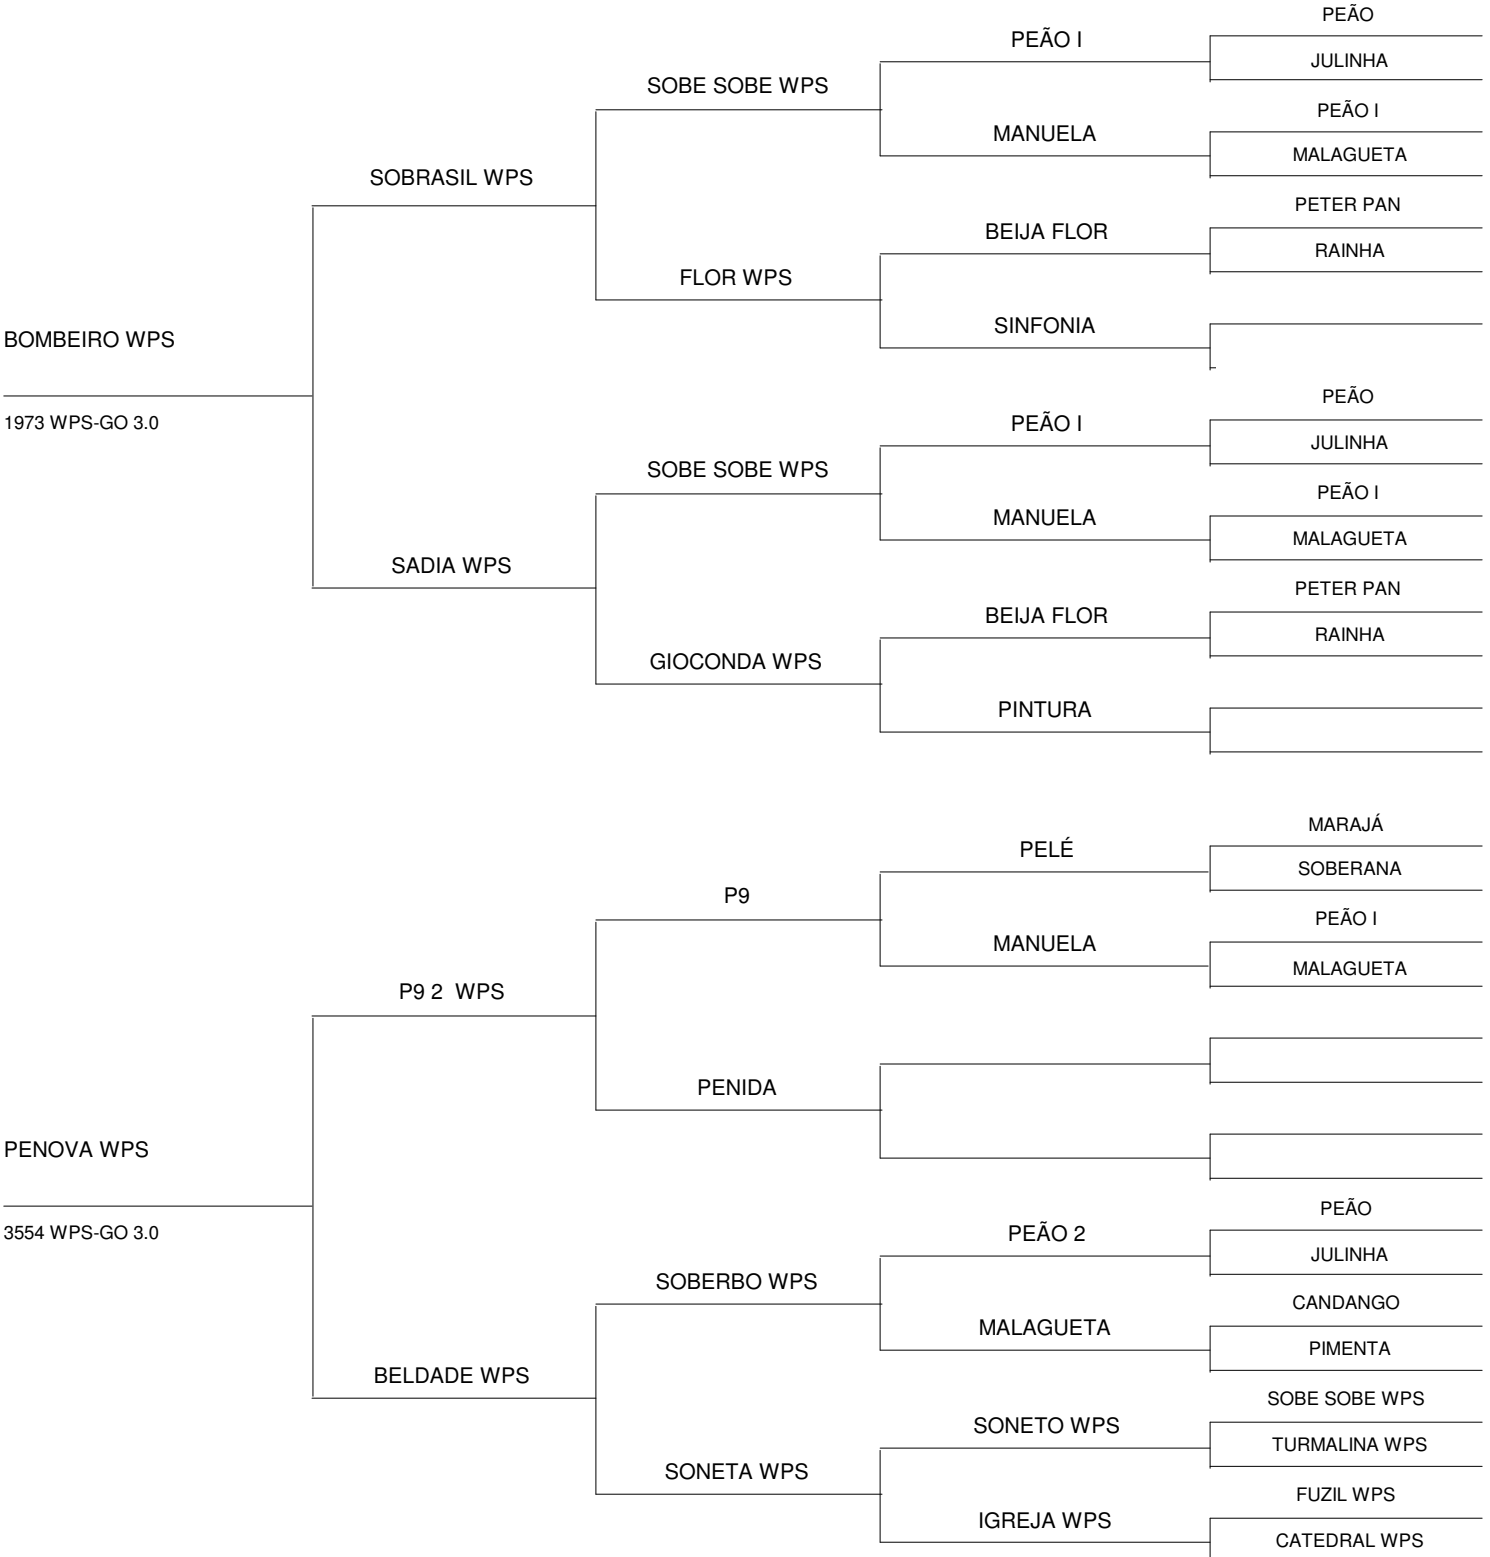 PEÃO
PEÃO I
JULINHA
SOBE SOBE WPS
PEÃO I
MANUELA
MALAGUETA
SOBRASIL WPS
PETER PAN
BEIJA FLOR
RAINHA
FLOR WPS
SINFONIA
BOMBEIRO WPS
PEÃO
1973 WPS-GO 3.0
PEÃO I
JULINHA
SOBE SOBE WPS
PEÃO I
MANUELA
MALAGUETA
SADIA WPS
PETER PAN
BEIJA FLOR
RAINHA
GIOCONDA WPS
PINTURA
MARAJÁ
PELÉ
SOBERANA
P9
PEÃO I
MANUELA
MALAGUETA
P9 2  WPS
PENIDA
PENOVA WPS
PEÃO
3554 WPS-GO 3.0
PEÃO 2
JULINHA
SOBERBO WPS
CANDANGO
MALAGUETA
PIMENTA
BELDADE WPS
SOBE SOBE WPS
SONETO WPS
TURMALINA WPS
SONETA WPS
FUZIL WPS
IGREJA WPS
CATEDRAL WPS